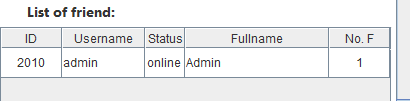 List of friend:
ID Username Status Fullname No. F
2010 admin online Admin 1